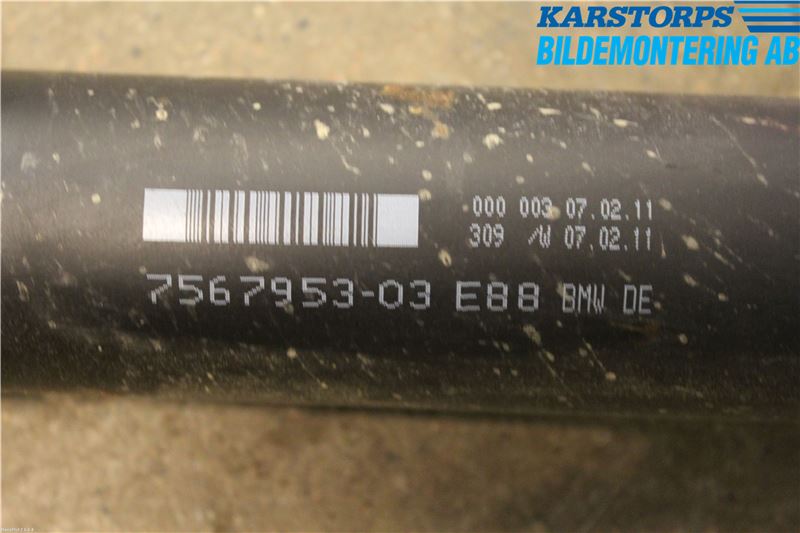 KARSTORPS
BILDEMONTERING AB
000 003 07.02.11
309 /W 07.02.11
7567953-03 E88 BMW DE